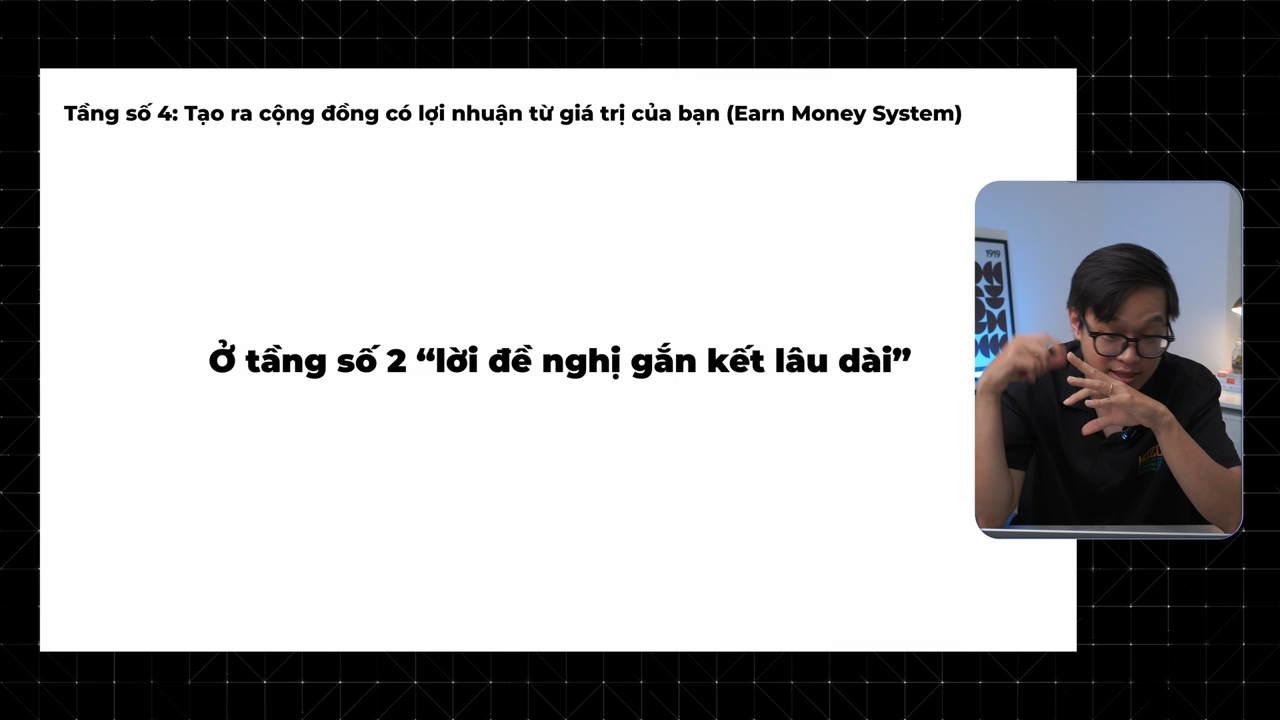 Tầng số 4: Tạo ra cộng đồng có lợi nhuận từ giá trị của bạn (Earn Money System)
Ở tầng số 2 “lời đề nghị gắn kết lâu dài”
1919